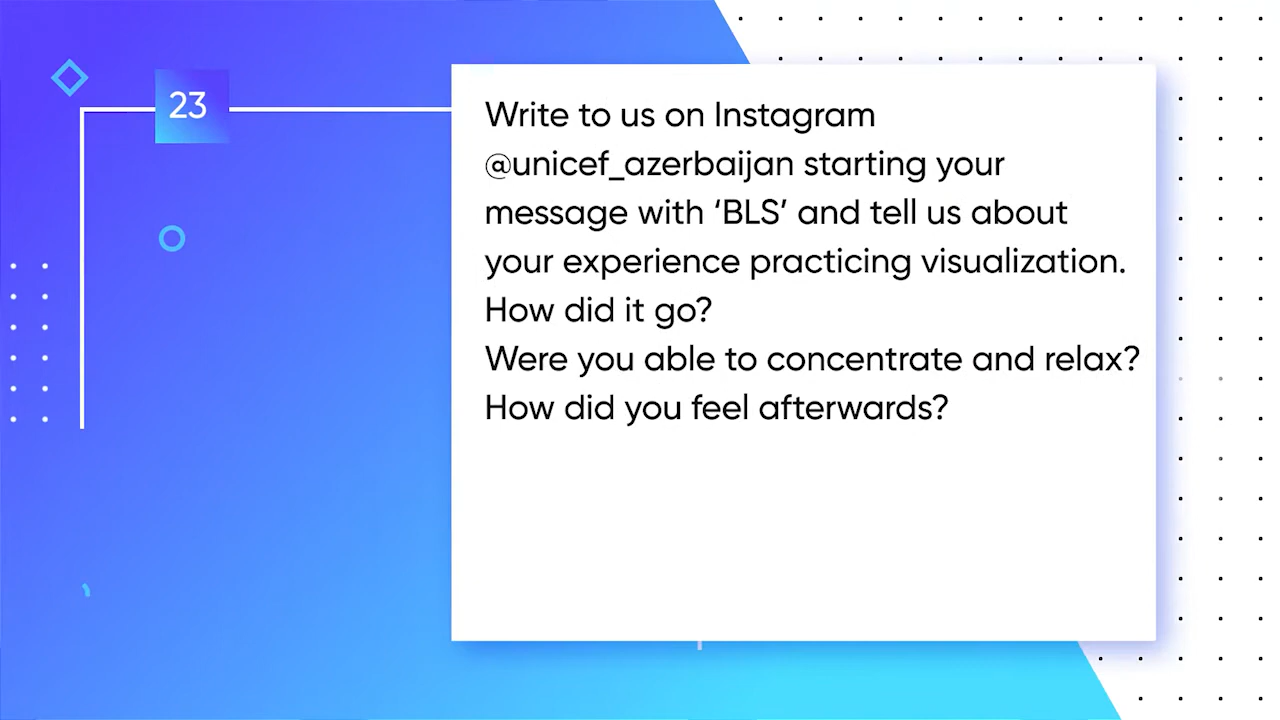 23
Write to us on Instagram
@unicef_azerbaijan starting your
message with ‘BLS’ and tell us about
your experience practicing visualization.
How did it go?
Were you able to concentrate and relax?
How did you feel afterwards?